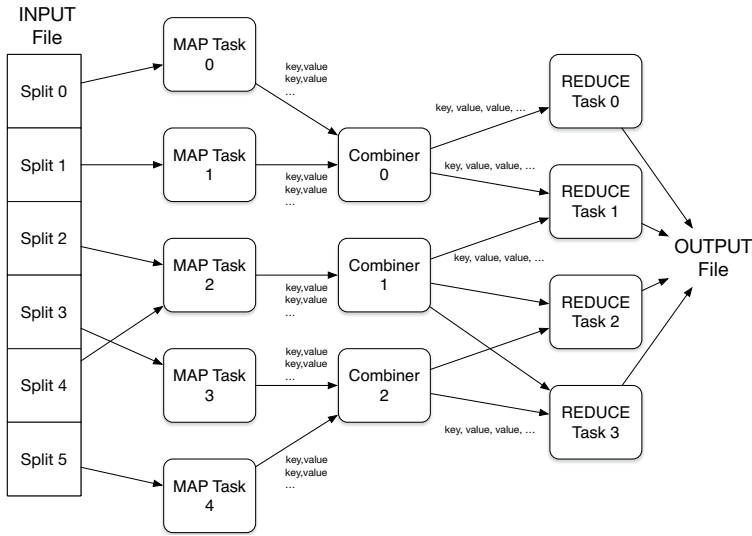 INPUT
File
Split 0
Split 1
Split 2
Split 3
Split 4
Split 5
MAP Task
0
MAP Task
1
MAP Task
2
MAP Task
3
MAP Task
4
key,value
key,value
...
key,value
key,value
...
key,value
key,value
...
key,value
key,value
...
key,value
key,value
...
Combiner
0
Combiner
1
Combiner
2
key, value, value, ...
key, value, value, ...
key, value, value, ...
key, value, value, ...
REDUCE
Task 0
REDUCE
Task 1
REDUCE
Task 2
REDUCE
Task 3
OUTPUT
File